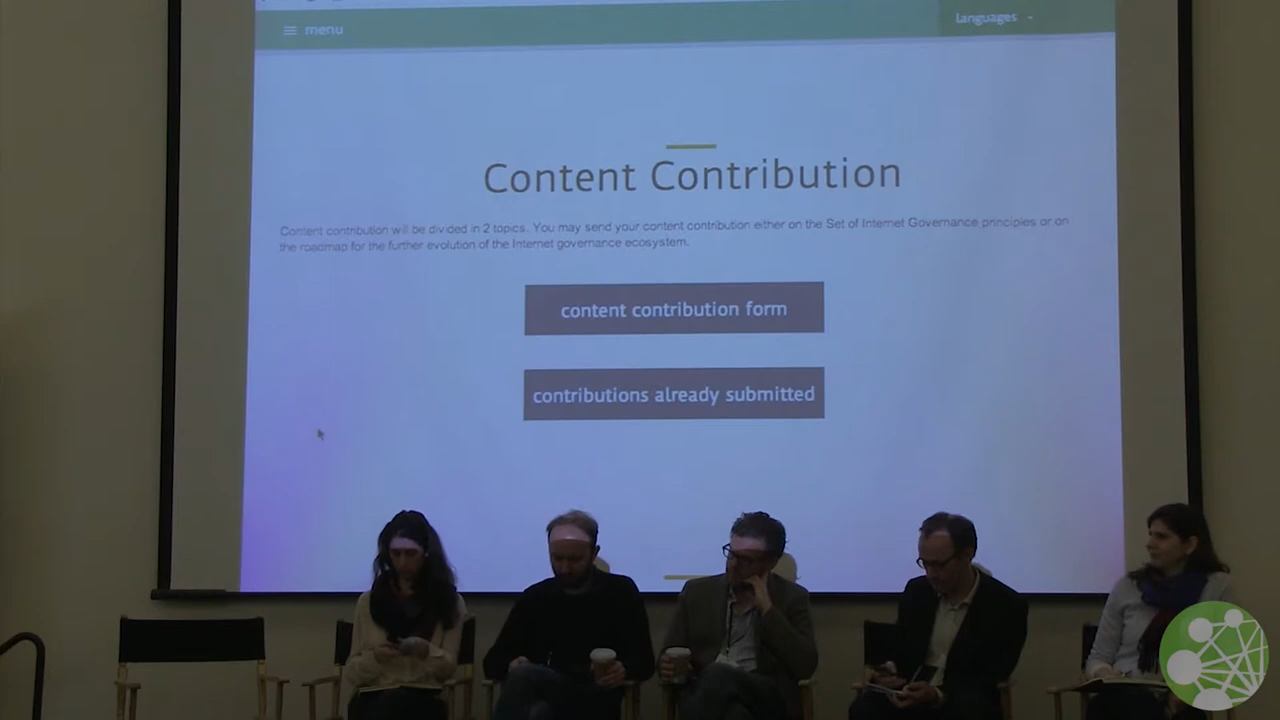 menu
Languages
Content Contribution
Content contribution will be divided in 2 topics. You may send your content contribution either on the Set of Internet Governance principles or on
the roadmap for the further evolution of the Internet governance ecosystem.
content contribution form
contributions already submitted